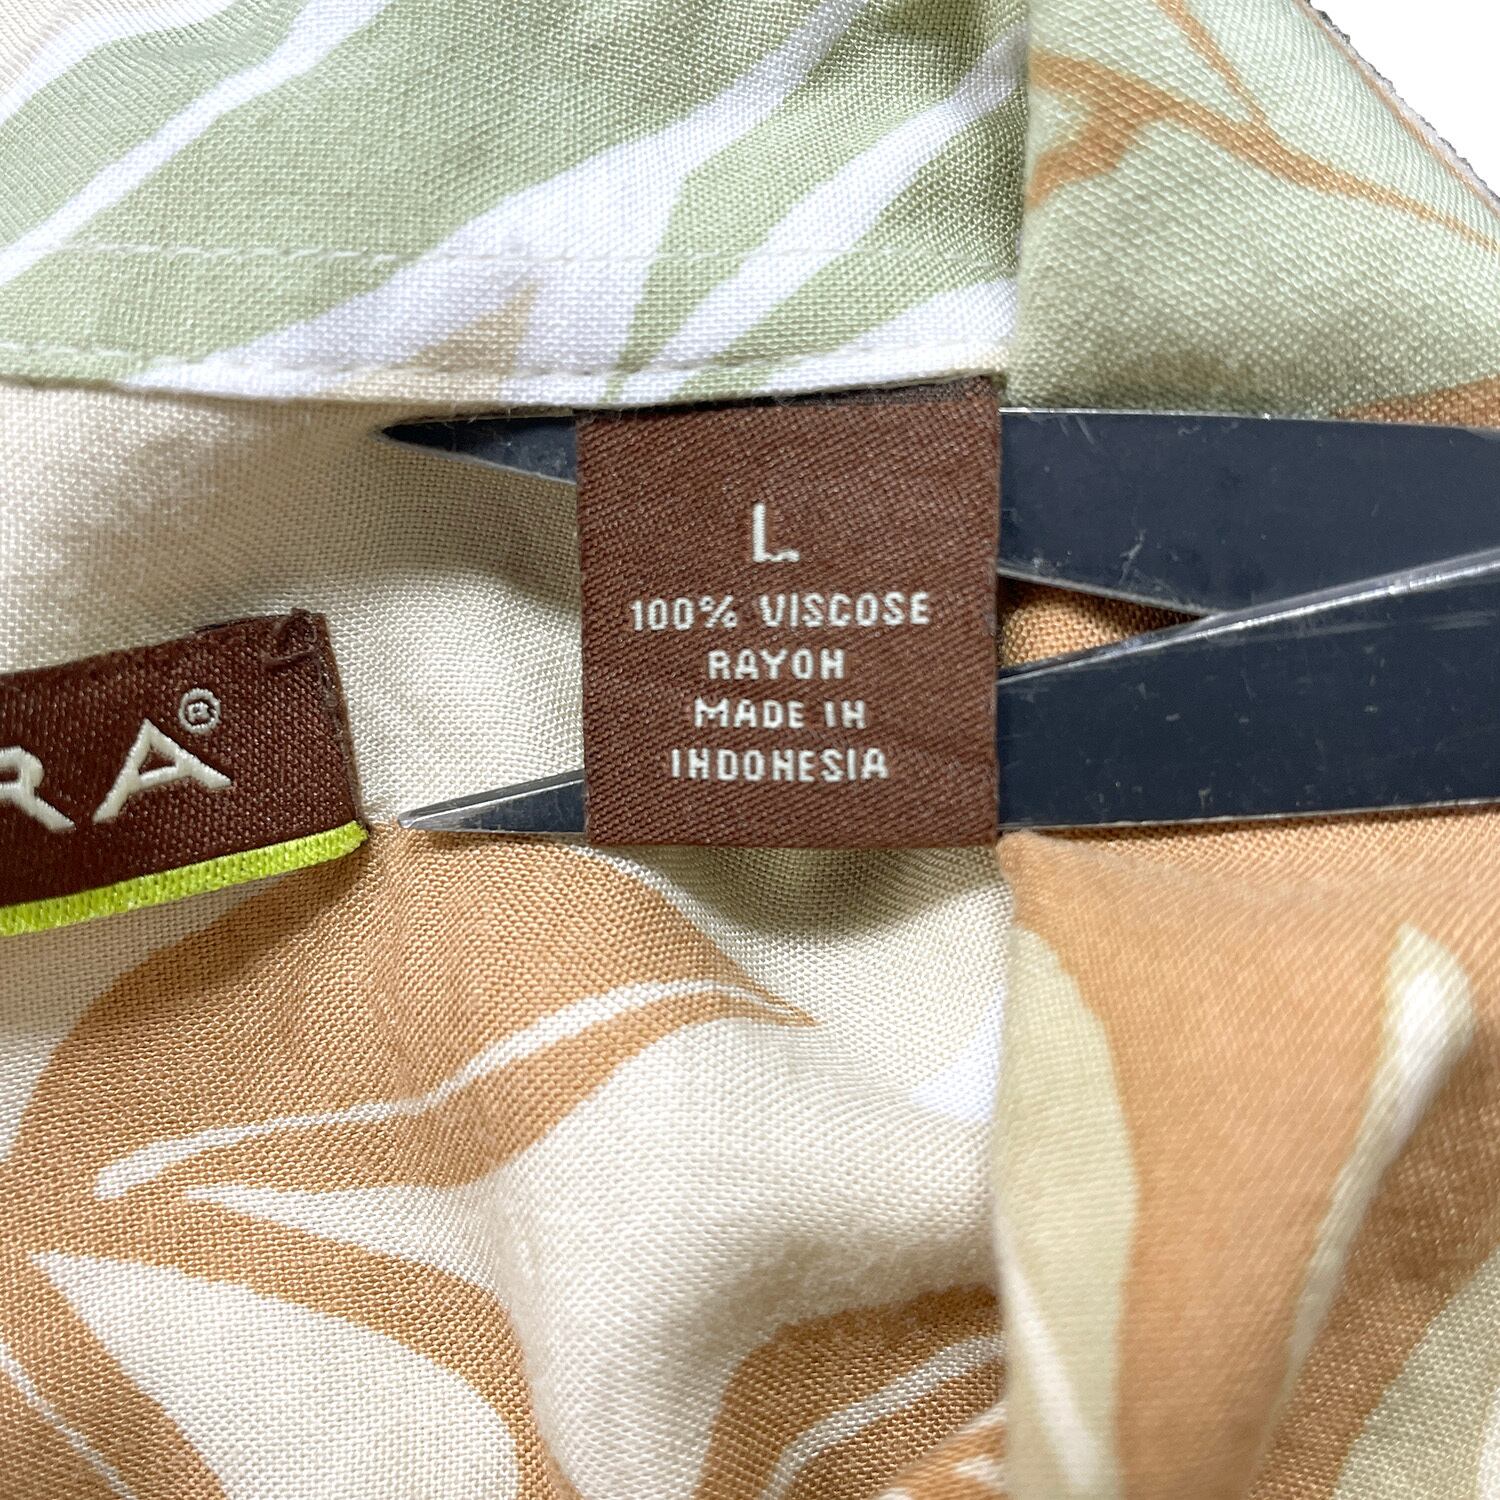 L
100% VISCOSE
RAYON
MADE IN
INDONESIA
RA®